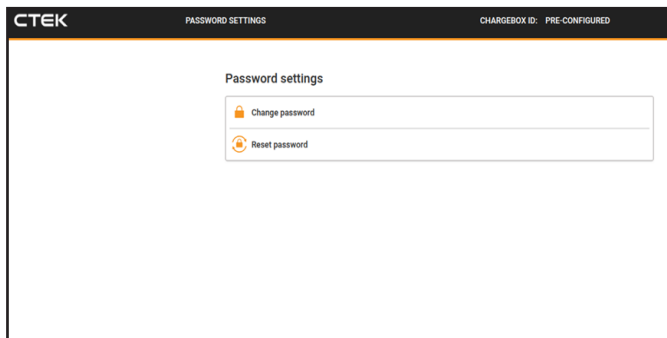 CTEK PASSWORD SETTINGS CHARGEBOX ID: PRE-CONFIGURED
Password settings
Change password
Reset password